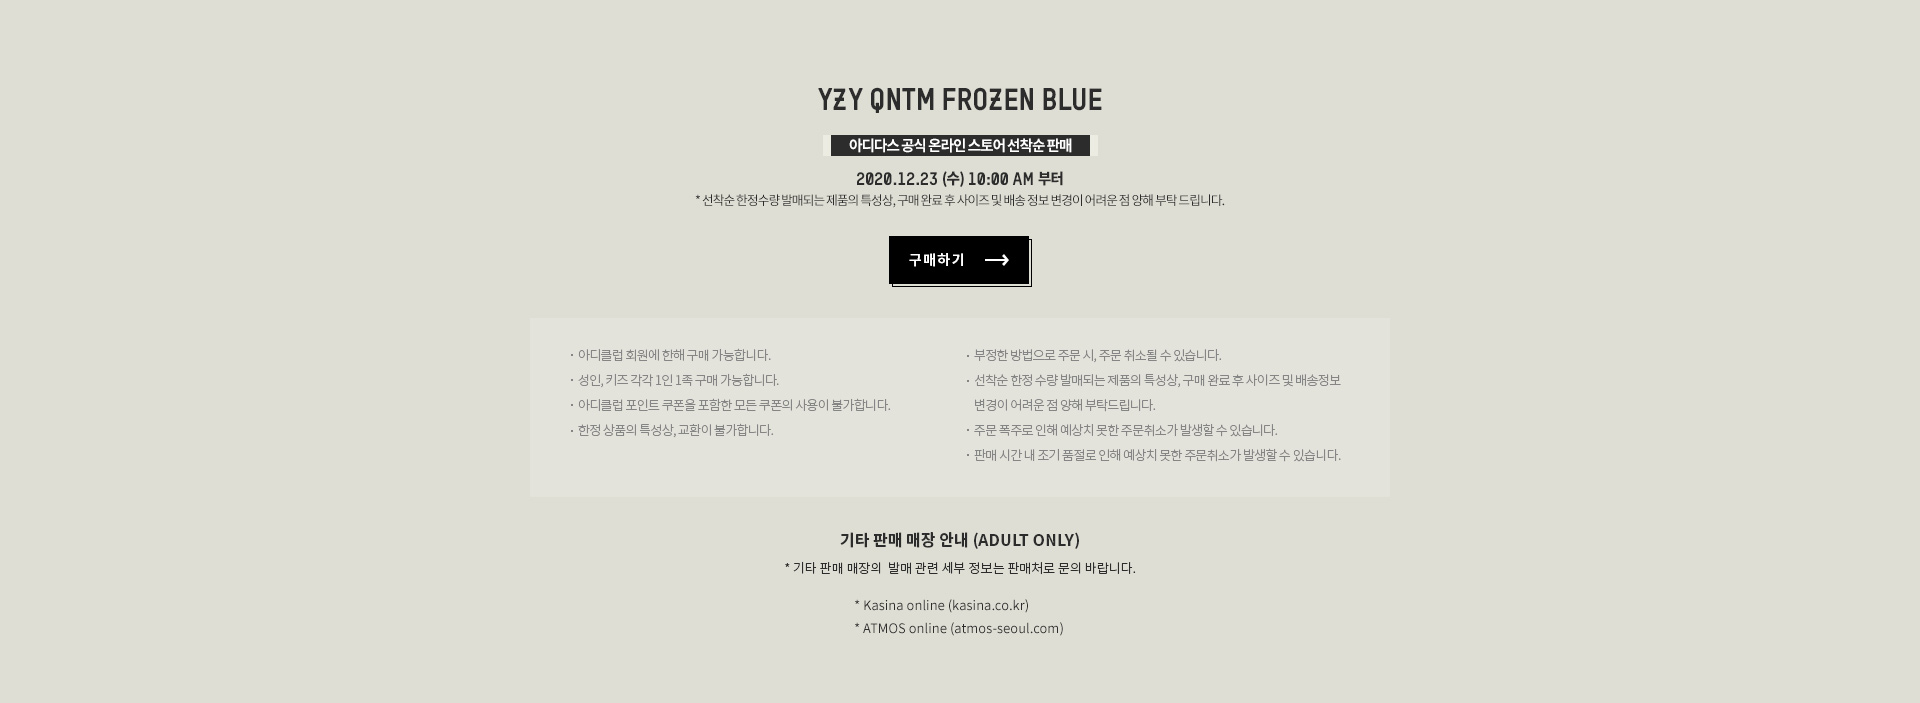 YZY QNTM FROZEN BLUE
아디다스 공식 온라인 스토어 선착순 판매
2020.12.23 (수) 10:00 AM 부터
* 선착순 한정수량 발매되는 제품의 특성상, 구매 완료 후 사이즈 및 배송 정보 변경이 어려운 점 양해 부탁 드립니다.
구매하기
· 아디클럽 회원에 한해 구매 가능합니다.
· 성인, 키즈 각각 1인 1족 구매 가능합니다.
· 아디클럽 포인트 쿠폰을 포함한 모든 쿠폰의 사용이 불가합니다.
· 한정 상품의 특성상, 교환이 불가합니다.
· 부정한 방법으로 주문 시, 주문 취소될 수 있습니다.
· 선착순 한정 수량 발매되는 제품의 특성상, 구매 완료 후 사이즈 및 배송정보
변경이 어려운 점 양해 부탁드립니다.
· 주문 폭주로 인해 예상치 못한 주문취소가 발생할 수 있습니다.
· 판매 시간 내 조기 품절로 인해 예상치 못한 주문취소가 발생할 수 있습니다.
기타 판매 매장 안내 (ADULT ONLY)
* 기타 판매 매장의 발매 관련 세부 정보는 판매처로 문의 바랍니다.
* Kasina online (kasina.co.kr)
* ATMOS online (atmos-seoul.com)